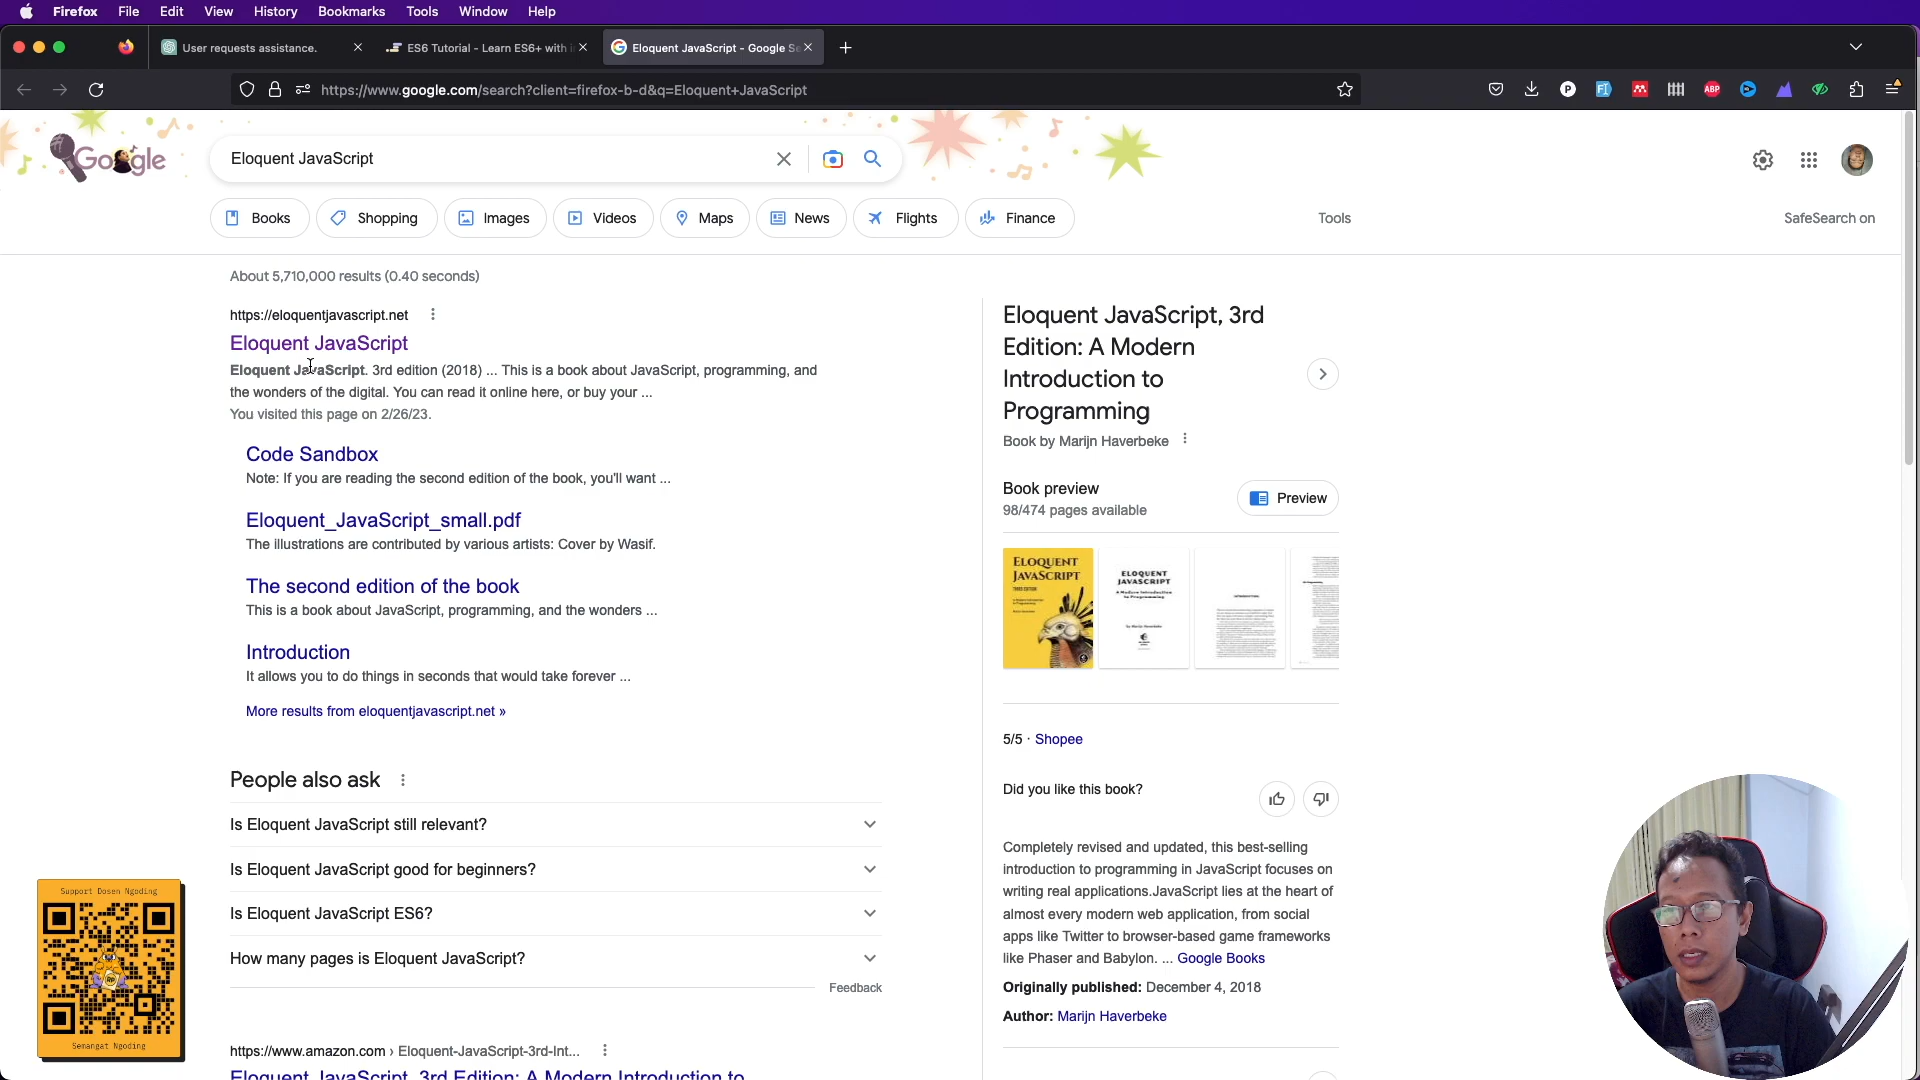 Firefox File Edit View History Bookmarks Tools Window Help
User requests assistance.
ES6 Tutorial - Learn ES6+ with i
Eloquent JavaScript - Google Se
https://www.google.com/search?client=firefox-b-d&q=Eloquent+JavaScript
Google
Eloquent JavaScript
Books Shopping Images Videos Maps News Flights Finance
Tools
SafeSearch on
About 5,710,000 results (0.40 seconds)
https://eloquentjavascript.net
Eloquent JavaScript
Eloquent JavaScript. 3rd edition (2018) ... This is a book about JavaScript, programming, and
the wonders of the digital. You can read it online here, or buy your ...
You visited this page on 2/26/23.
Code Sandbox
Note: If you are reading the second edition of the book, you'll want ...
Eloquent_JavaScript_small.pdf
The illustrations are contributed by various artists: Cover by Wasif.
The second edition of the book
This is a book about JavaScript, programming, and the wonders ...
Introduction
It allows you to do things in seconds that would take forever ...
More results from eloquentjavascript.net »
People also ask
Is Eloquent JavaScript still relevant?
Is Eloquent JavaScript good for beginners?
Is Eloquent JavaScript ES6?
How many pages is Eloquent JavaScript?
Feedback
https://www.amazon.com › Eloquent-JavaScript-3rd-Int...
Eloquent JavaScript, 3rd Edition: A Modern Introduction to
Eloquent JavaScript, 3rd
Edition: A Modern
Introduction to
Programming
Book by Marijn Haverbeke
Book preview
98/474 pages available
Preview
ELOQUENT
JAVASCRIPT
THIRD EDITION
ELOQUENT
JAVASCRIPT
A Modern Introduction
to Programming
by Marijn Haverbeke
INTRODUCTION
5/5 · Shopee
Did you like this book?
Completely revised and updated, this best-selling
introduction to programming in JavaScript focuses on
writing real applications.JavaScript lies at the heart of
almost every modern web application, from social
apps like Twitter to browser-based game frameworks
like Phaser and Babylon. ... Google Books
Originally published: December 4, 2018
Author: Marijn Haverbeke
Support Dosen Ngoding
Semangat Ngoding
P
ABP